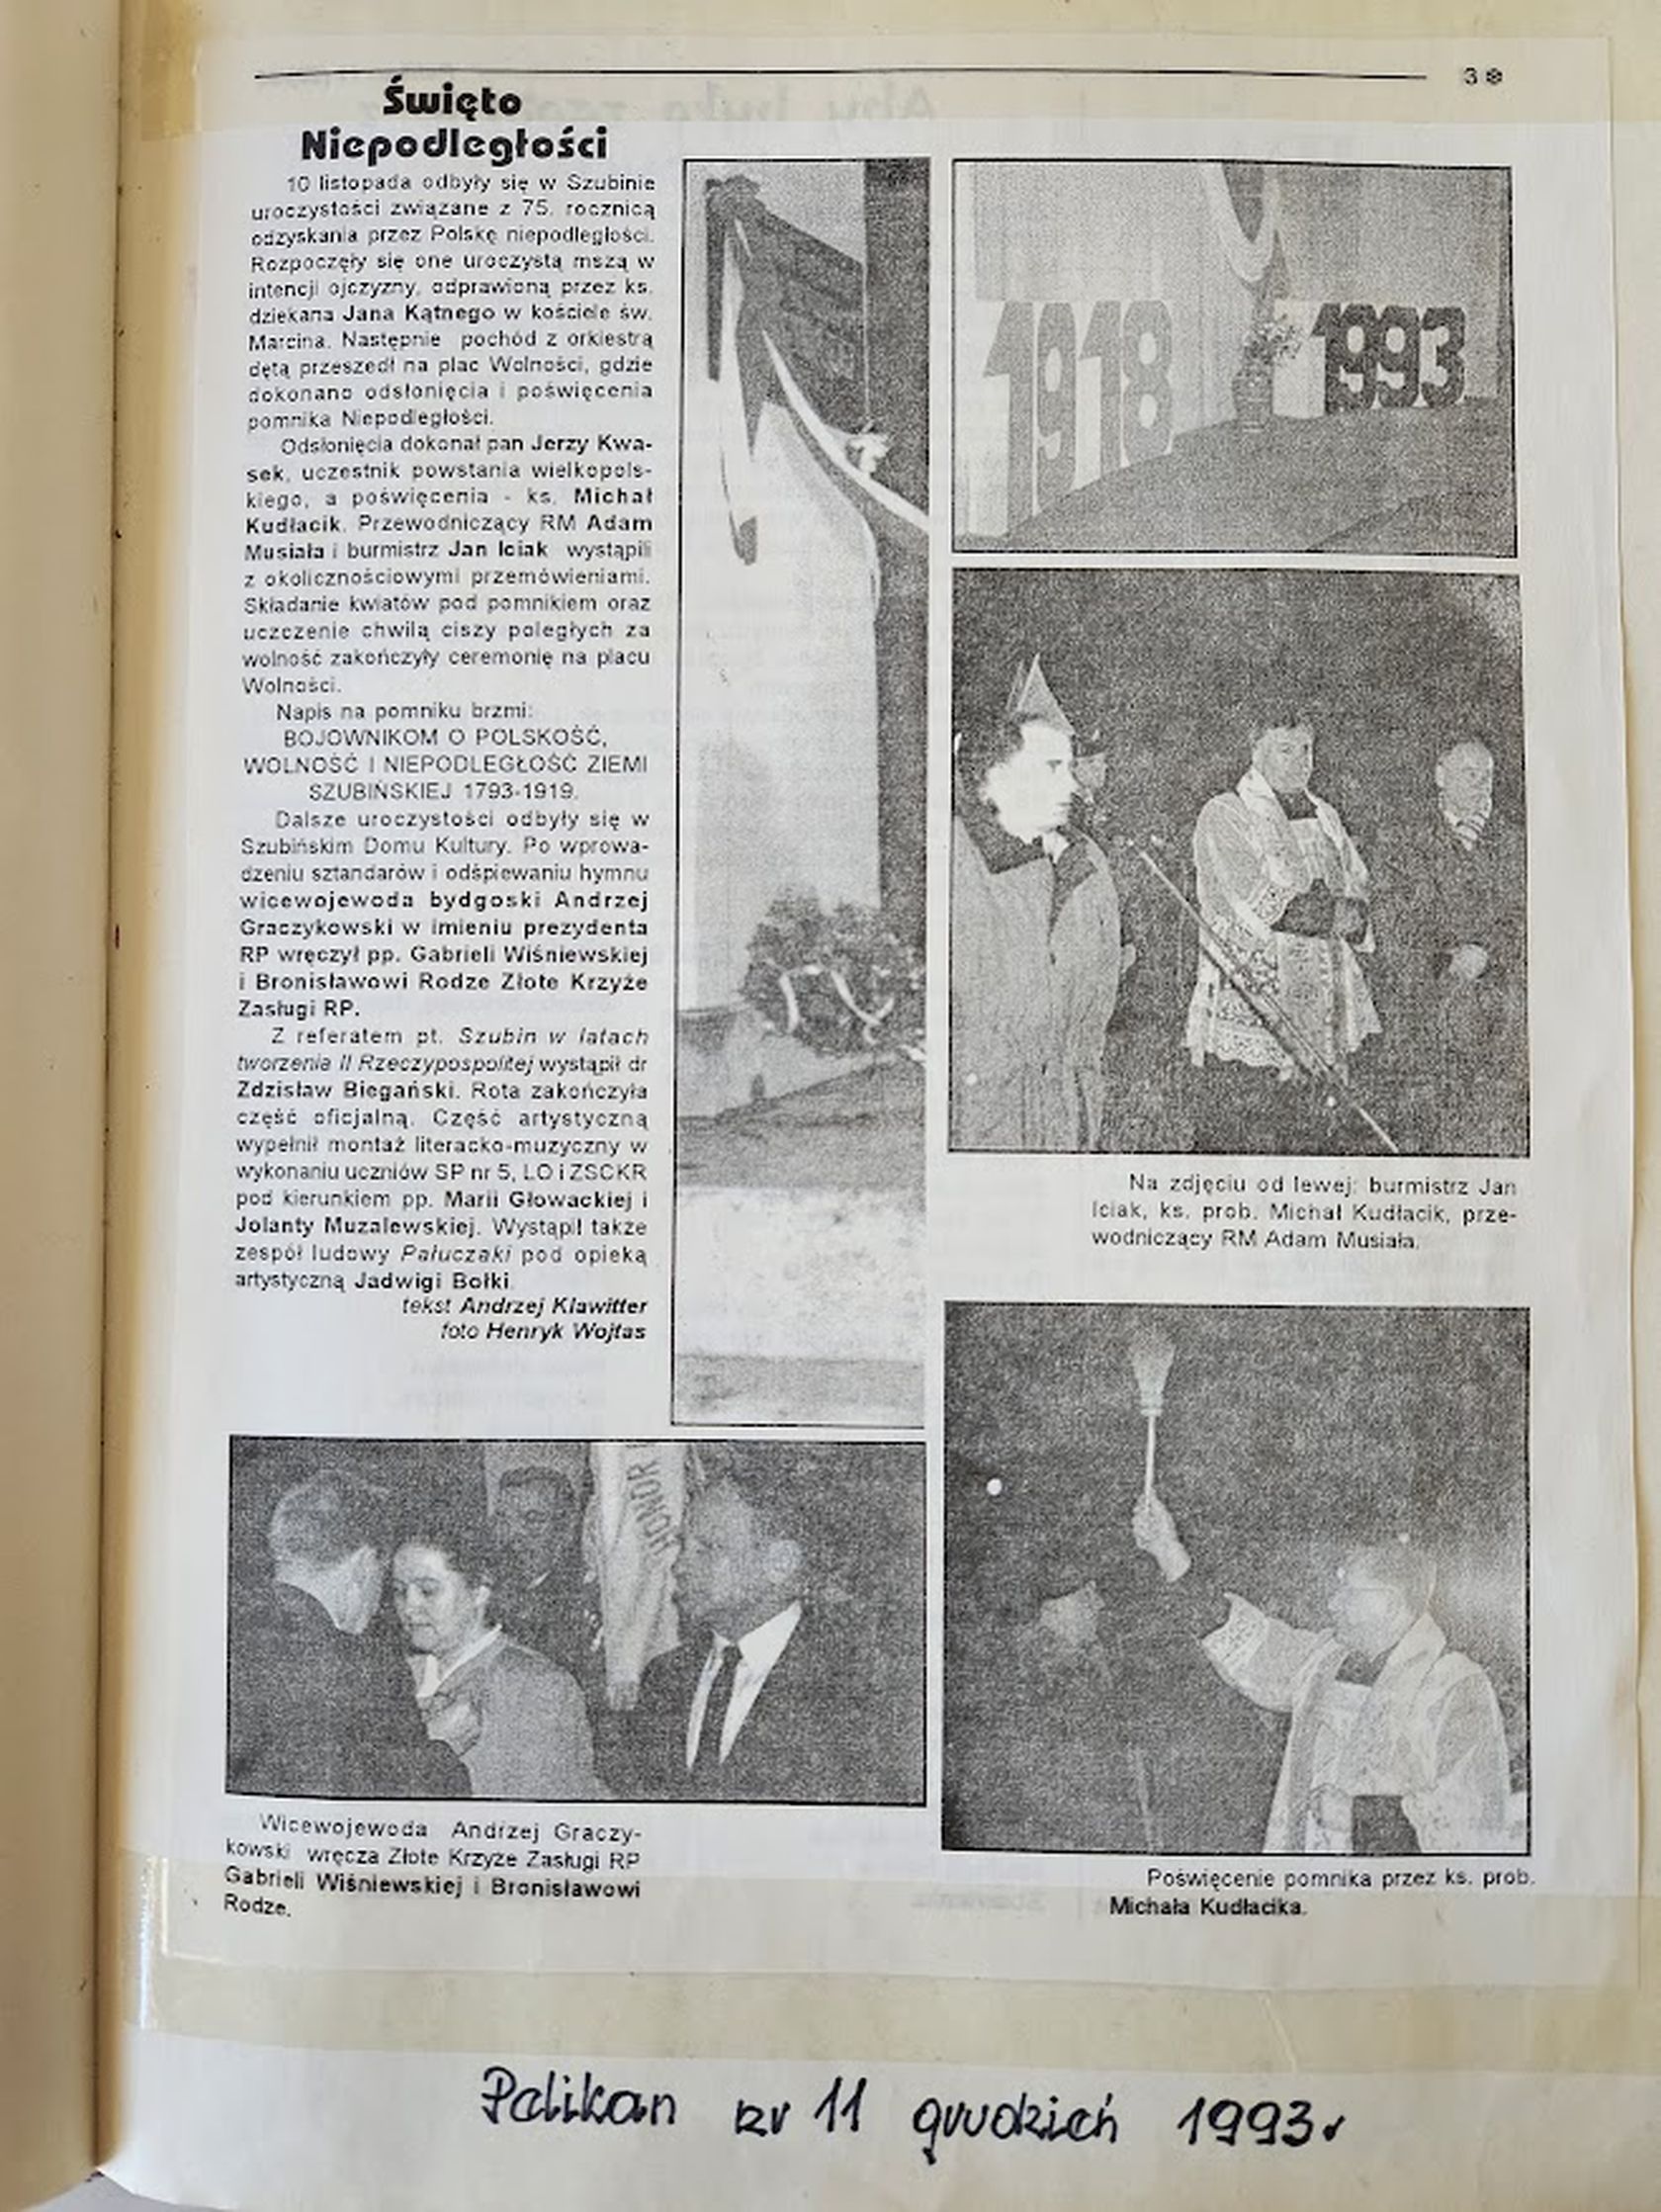 3
Święto
Niepodległości
10 listopada odbyły się w Szubinie
uroczystości związane z 75. rocznicą
odzyskania przez Polskę niepodległości.
Rozpoczęły się one uroczystą mszą w
intencji ojczyzny, odprawioną przez ks.
dziekana Jana Kątnego w kościele św.
Marcina. Następnie pochód z orkiestrą
dętą przeszedł na plac Wolności, gdzie
dokonano odsłonięcia i poświęcenia
pomnika Niepodległości.
Odsłonięcia dokonał pan Jerzy Kwa-
sek, uczestnik powstania wielkopols-
kiego, a poświęcenia - ks. Michał
Kudłacik. Przewodniczący RM Adam
Musiała i burmistrz Jan Iciak wystąpili
z okolicznościowymi przemówieniami.
Składanie kwiatów pod pomnikiem oraz
uczczenie chwilą ciszy poległych za
wolność zakończyły ceremonię na placu
Wolności.
Napis na pomniku brzmi:
BOJOWNIKOM O POLSKOŚĆ,
WOLNOŚĆ I NIEPODLEGŁOŚĆ ZIEMI
SZUBIŃSKIEJ 1793-1919.
Dalsze uroczystości odbyły się w
Szubińskim Domu Kultury. Po wprowa-
dzeniu sztandarów i odśpiewaniu hymnu
wicewojewoda bydgoski Andrzej
Graczykowski w imieniu prezydenta
RP wręczył pp. Gabrieli Wiśniewskiej
i Bronisławowi Rodze Złote Krzyże
Zasługi RP.
Z referatem pt. Szubin w latach
tworzenia II Rzeczypospolitej wystąpił dr
Zdzisław Biegański. Rota zakończyła
część oficjalną. Część artystyczną
wypełnił montaż literacko-muzyczny w
wykonaniu uczniów SP nr 5, LO i ZSCKR
pod kierunkiem pp. Marii Głowackiej i
Jolanty Muzalewskiej. Wystąpił także
zespół ludowy Pałuczaki pod opieką
artystyczną Jadwigi Bołki.
tekst Andrzej Klawitter
foto Henryk Wojtas
1918 1993
Na zdjęciu od lewej: burmistrz Jan
Iciak, ks. prob. Michał Kudłacik, prze-
wodniczący RM Adam Musiała.
HONOR
Wicewojewoda Andrzej Graczy-
kowski wręcza Złote Krzyże Zasługi RP
Gabrieli Wiśniewskiej i Bronisławowi
Rodze.
Poświęcenie pomnika przez ks. prob.
Michała Kudłacika.
Pelikan nr 11 grudzień 1993r